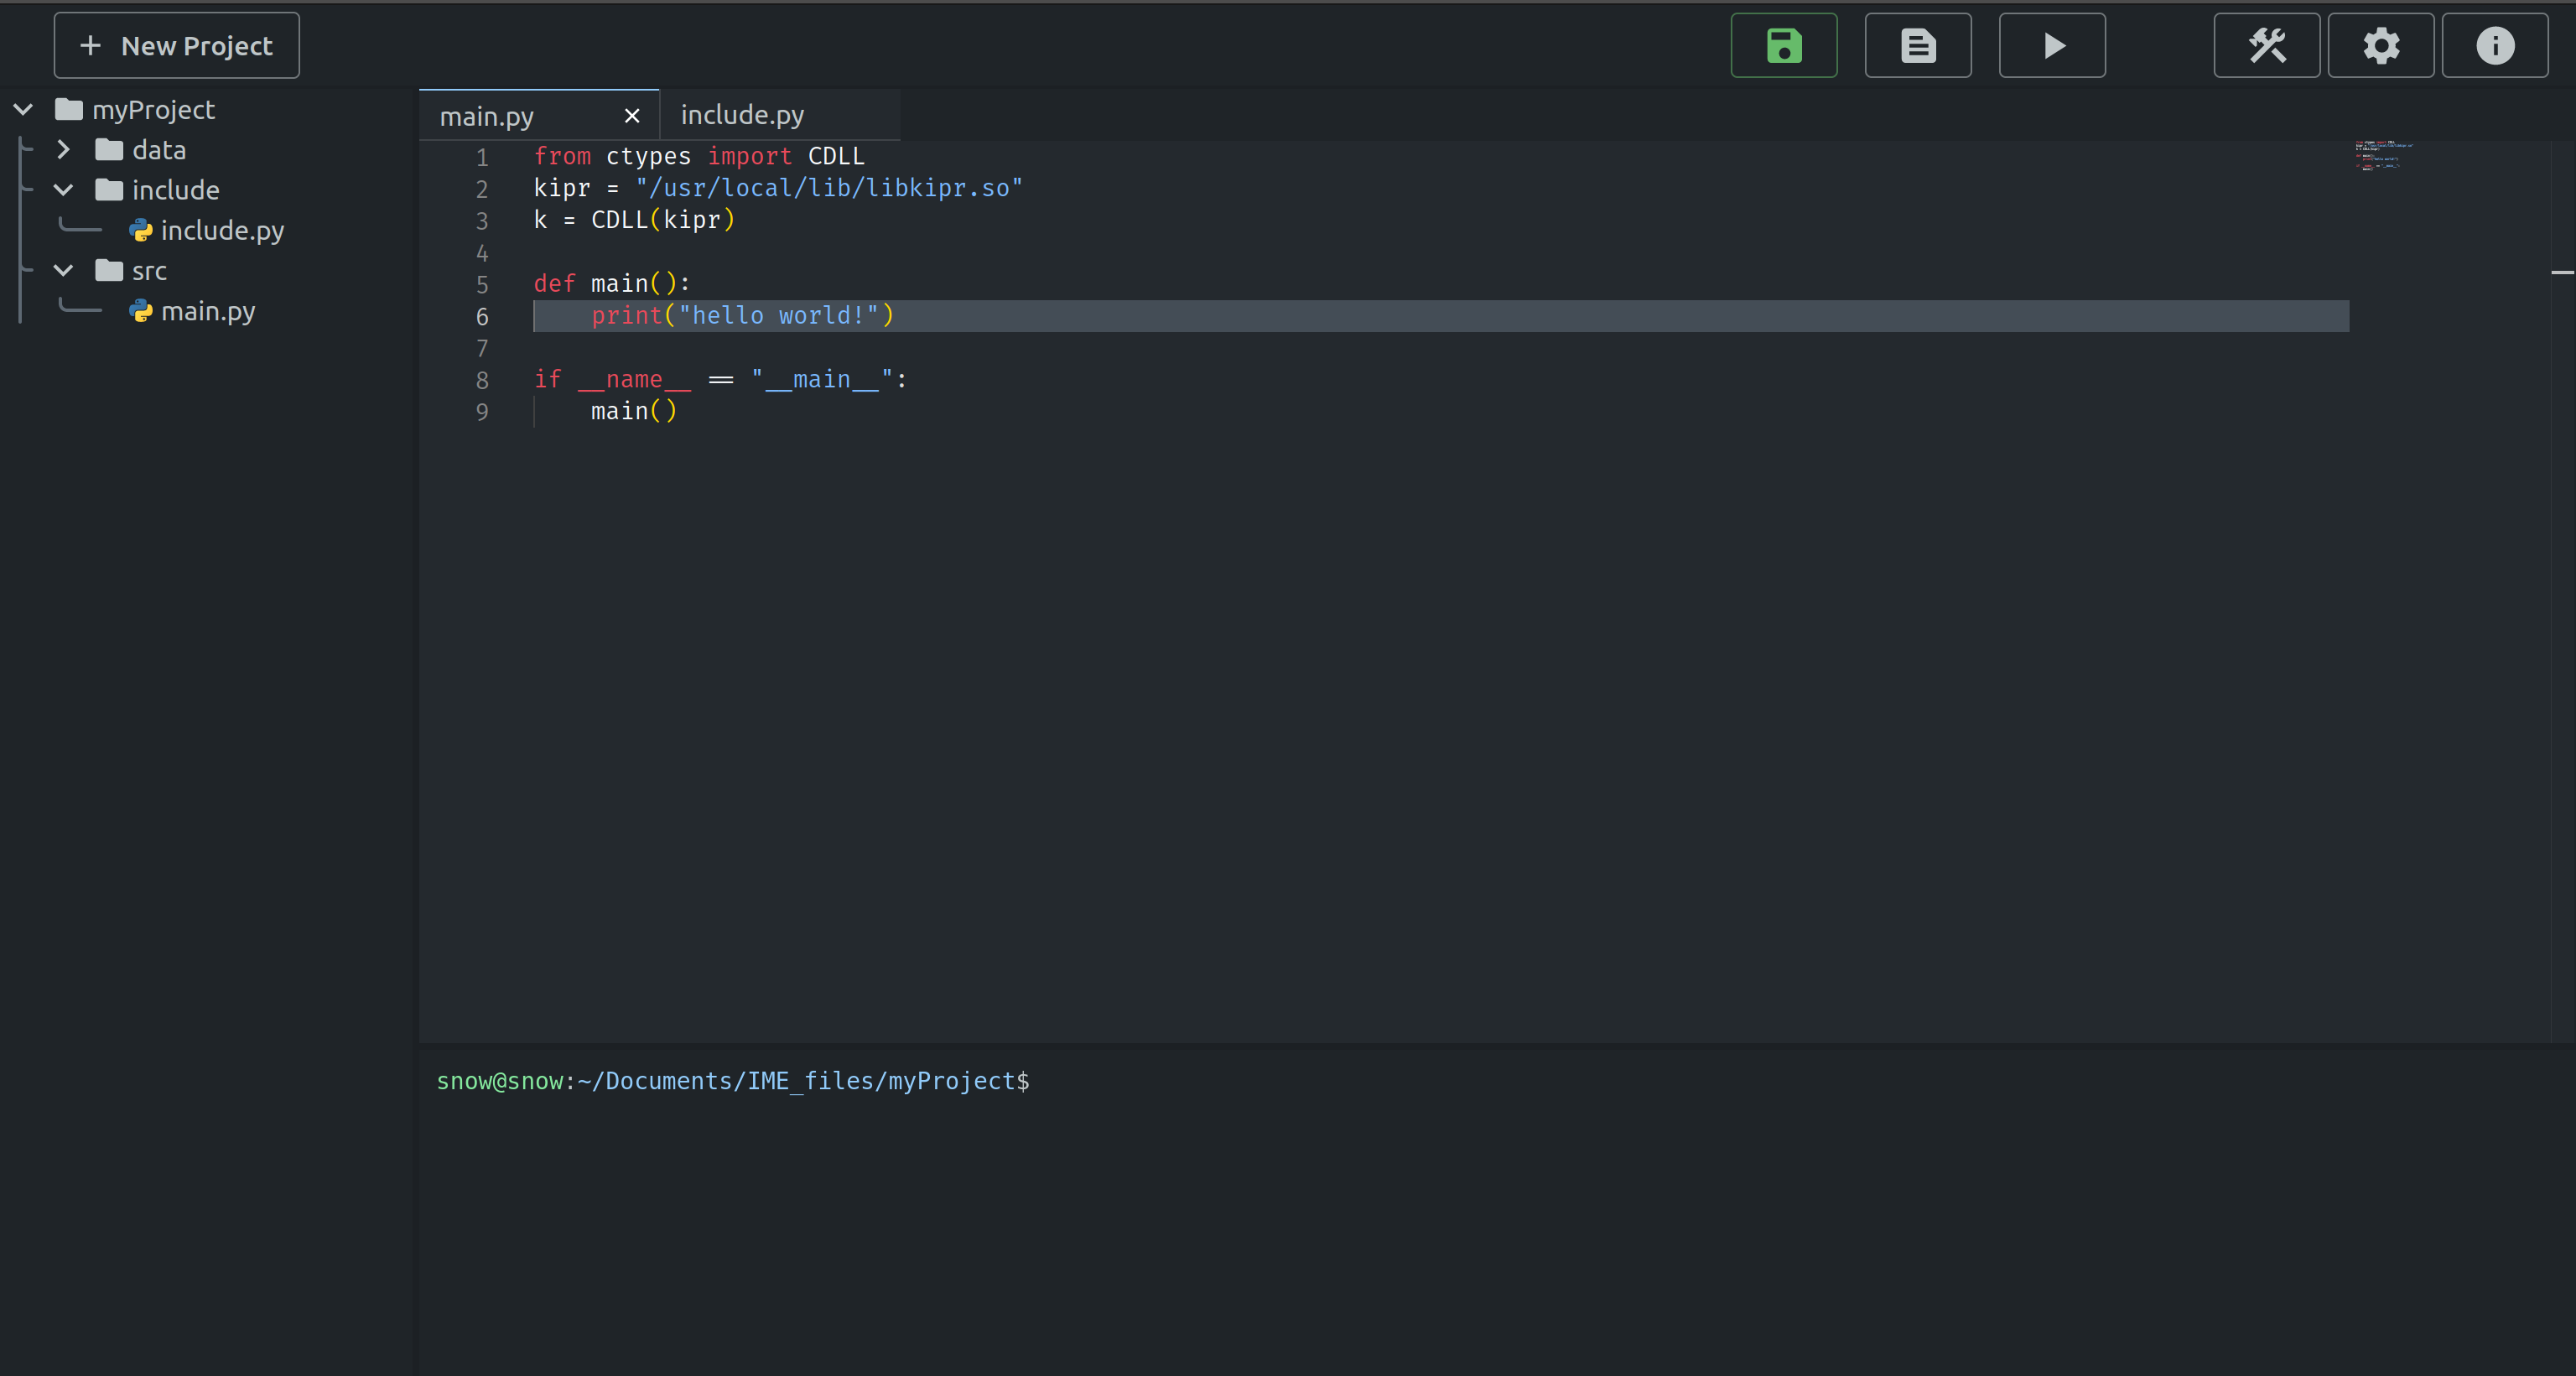 New Project
myProject
data
include
include.py
src
main.py
main.py
include.py
1 from ctypes import CDLL
2 kipr = "/usr/local/lib/libkipr.so"
3 k = CDLL(kipr)
4
5 def main():
6     print("hello world!")
7
8 if __name__ == "__main__":
9     main()
snow@snow:~/Documents/IME_files/myProject$